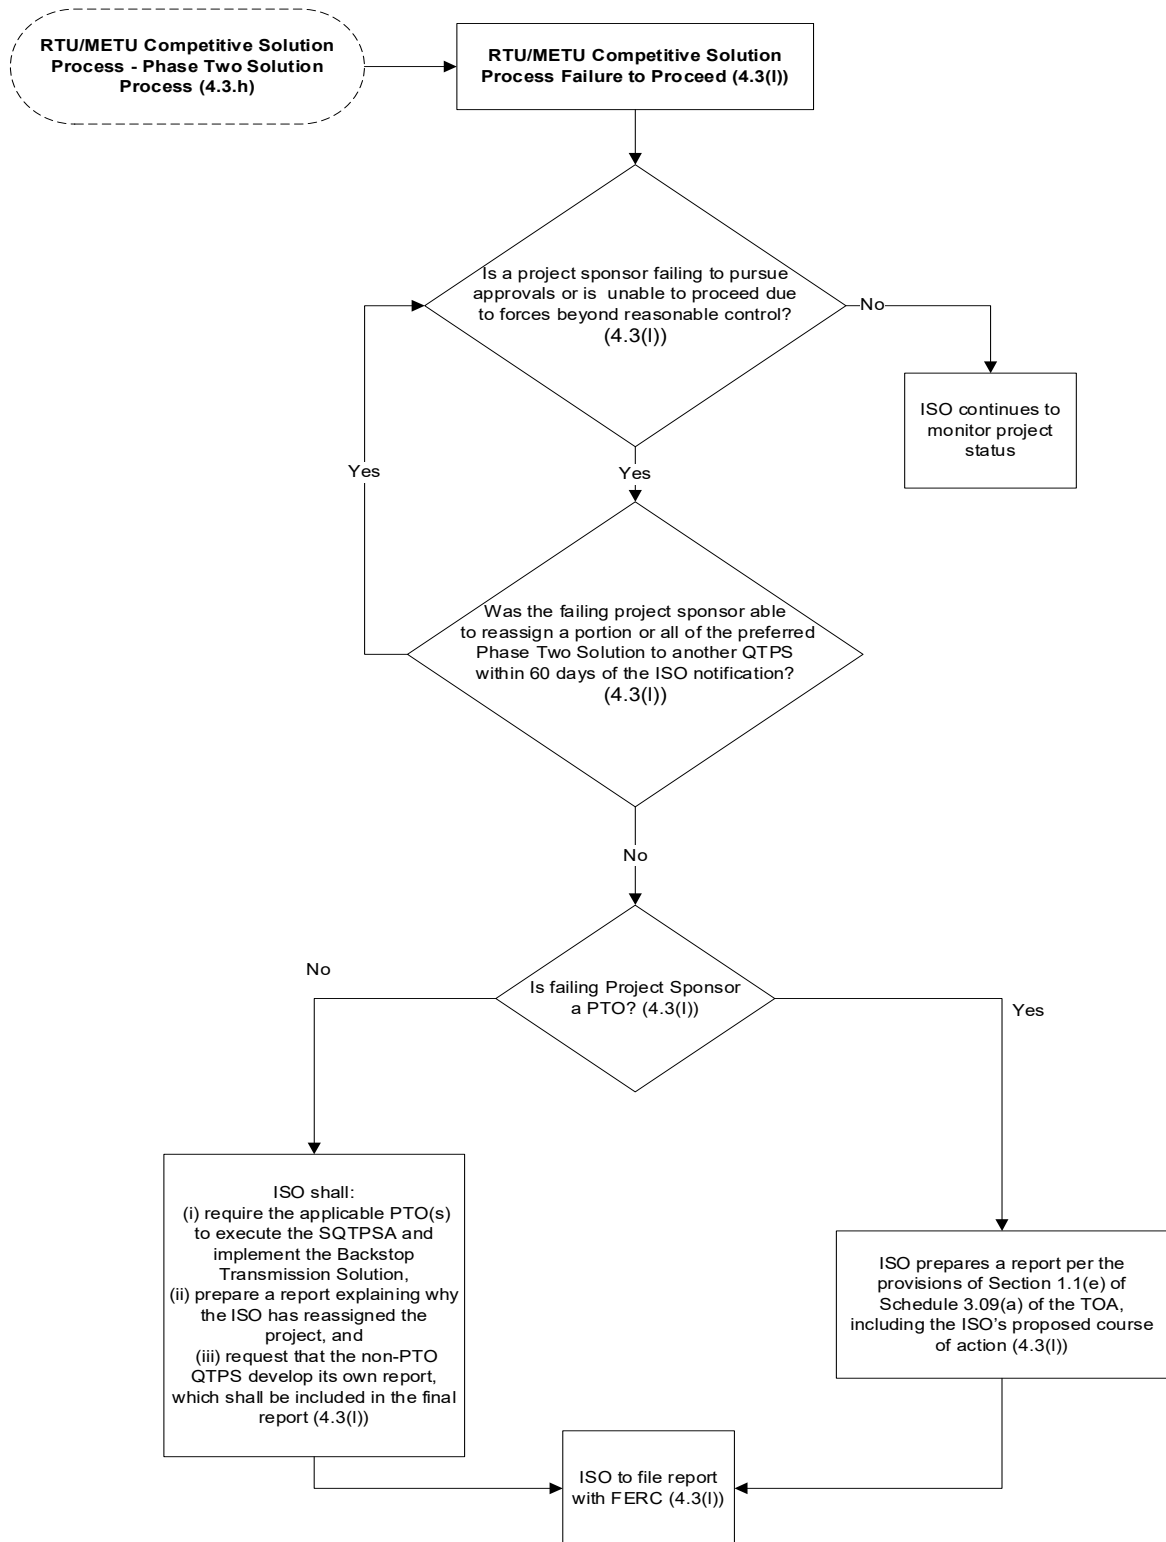 RTU/METU Competitive Solution
Process - Phase Two Solution
Process (4.3.h)
RTU/METU Competitive Solution
Process Failure to Proceed (4.3(l))
Is a project sponsor failing to pursue
approvals or is unable to proceed due
to forces beyond reasonable control?
(4.3(l))
No
ISO continues to
monitor project
status
Yes
Yes
Was the failing project sponsor able
to reassign a portion or all of the preferred
Phase Two Solution to another QTPS
within 60 days of the ISO notification?
(4.3(l))
No
No
Is failing Project Sponsor
a PTO? (4.3(l))
Yes
ISO shall:
(i) require the applicable PTO(s)
to execute the SQTPSA and
implement the Backstop
Transmission Solution,
(ii) prepare a report explaining why
the ISO has reassigned the
project, and
(iii) request that the non-PTO
QTPS develop its own report,
which shall be included in the final
report (4.3(l))
ISO prepares a report per the
provisions of Section 1.1(e) of
Schedule 3.09(a) of the TOA,
including the ISO’s proposed course
of action (4.3(l))
ISO to file report
with FERC (4.3(l))